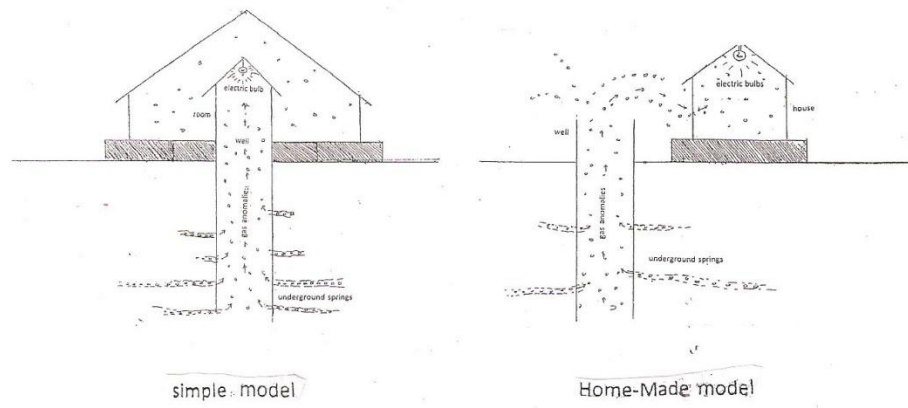 electric bulb
room
well
gas anomalies
underground springs
simple model
electric bulbs
house
well
gas anomalies
underground springs
Home-Made model